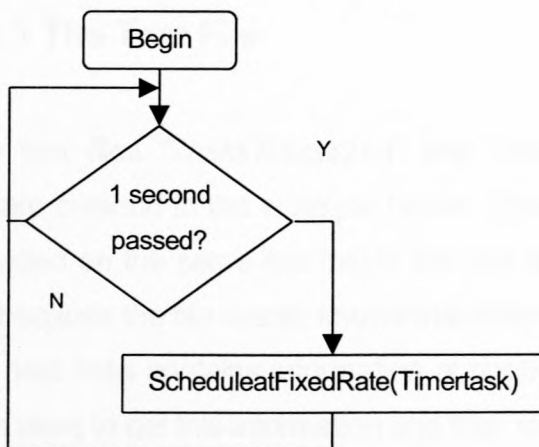 Begin
Y
1 second
passed?
N
ScheduleatFixedRate(Timertask)